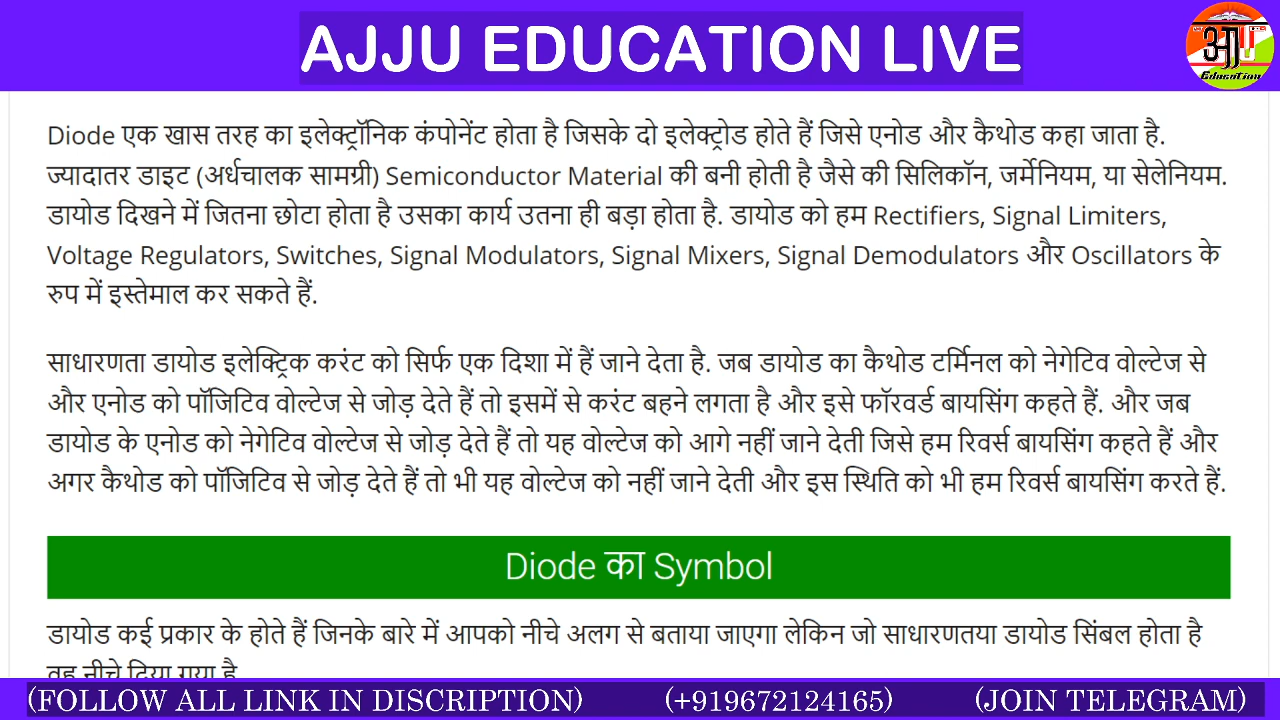 AJJU EDUCATION LIVE
अJU
Education
Diode एक खास तरह का इलेक्ट्रॉनिक कंपोनेंट होता है जिसके दो इलेक्ट्रोड होते हैं जिसे एनोड और कैथोड कहा जाता है.
ज्यादातर डाइट (अर्धचालक सामग्री) Semiconductor Material की बनी होती है जैसे की सिलिकॉन, जर्मेनियम, या सेलेनियम.
डायोड दिखने में जितना छोटा होता है उसका कार्य उतना ही बड़ा होता है. डायोड को हम Rectifiers, Signal Limiters,
Voltage Regulators, Switches, Signal Modulators, Signal Mixers, Signal Demodulators और Oscillators के
रुप में इस्तेमाल कर सकते हैं.
साधारणता डायोड इलेक्ट्रिक करंट को सिर्फ एक दिशा में हैं जाने देता है. जब डायोड का कैथोड टर्मिनल को नेगेटिव वोल्टेज से
और एनोड को पॉजिटिव वोल्टेज से जोड़ देते हैं तो इसमें से करंट बहने लगता है और इसे फॉरवर्ड बायसिंग कहते हैं. और जब
डायोड के एनोड को नेगेटिव वोल्टेज से जोड़ देते हैं तो यह वोल्टेज को आगे नहीं जाने देती जिसे हम रिवर्स बायसिंग कहते हैं और
अगर कैथोड को पॉजिटिव से जोड़ देते हैं तो भी यह वोल्टेज को नहीं जाने देती और इस स्थिति को भी हम रिवर्स बायसिंग करते हैं.
Diode का Symbol
डायोड कई प्रकार के होते हैं जिनके बारे में आपको नीचे अलग से बताया जाएगा लेकिन जो साधारणतया डायोड सिंबल होता है
वह नीचे दिया गया है
(FOLLOW ALL LINK IN DISCRIPTION) (+919672124165) (JOIN TELEGRAM)